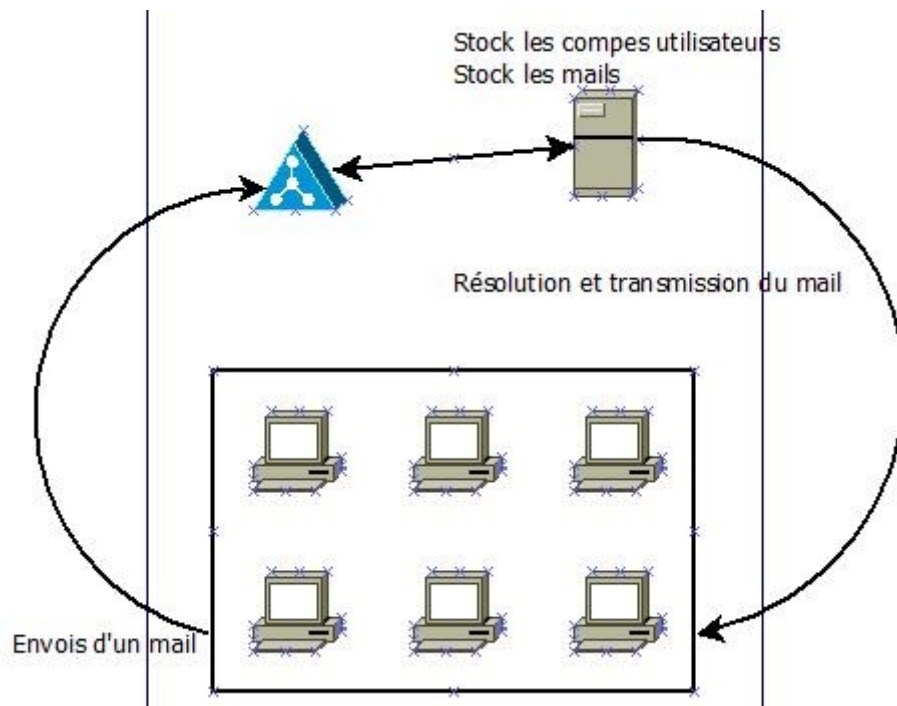 Stock les compes utilisateurs
Stock les mails
Résolution et transmission du mail
Envois d'un mail